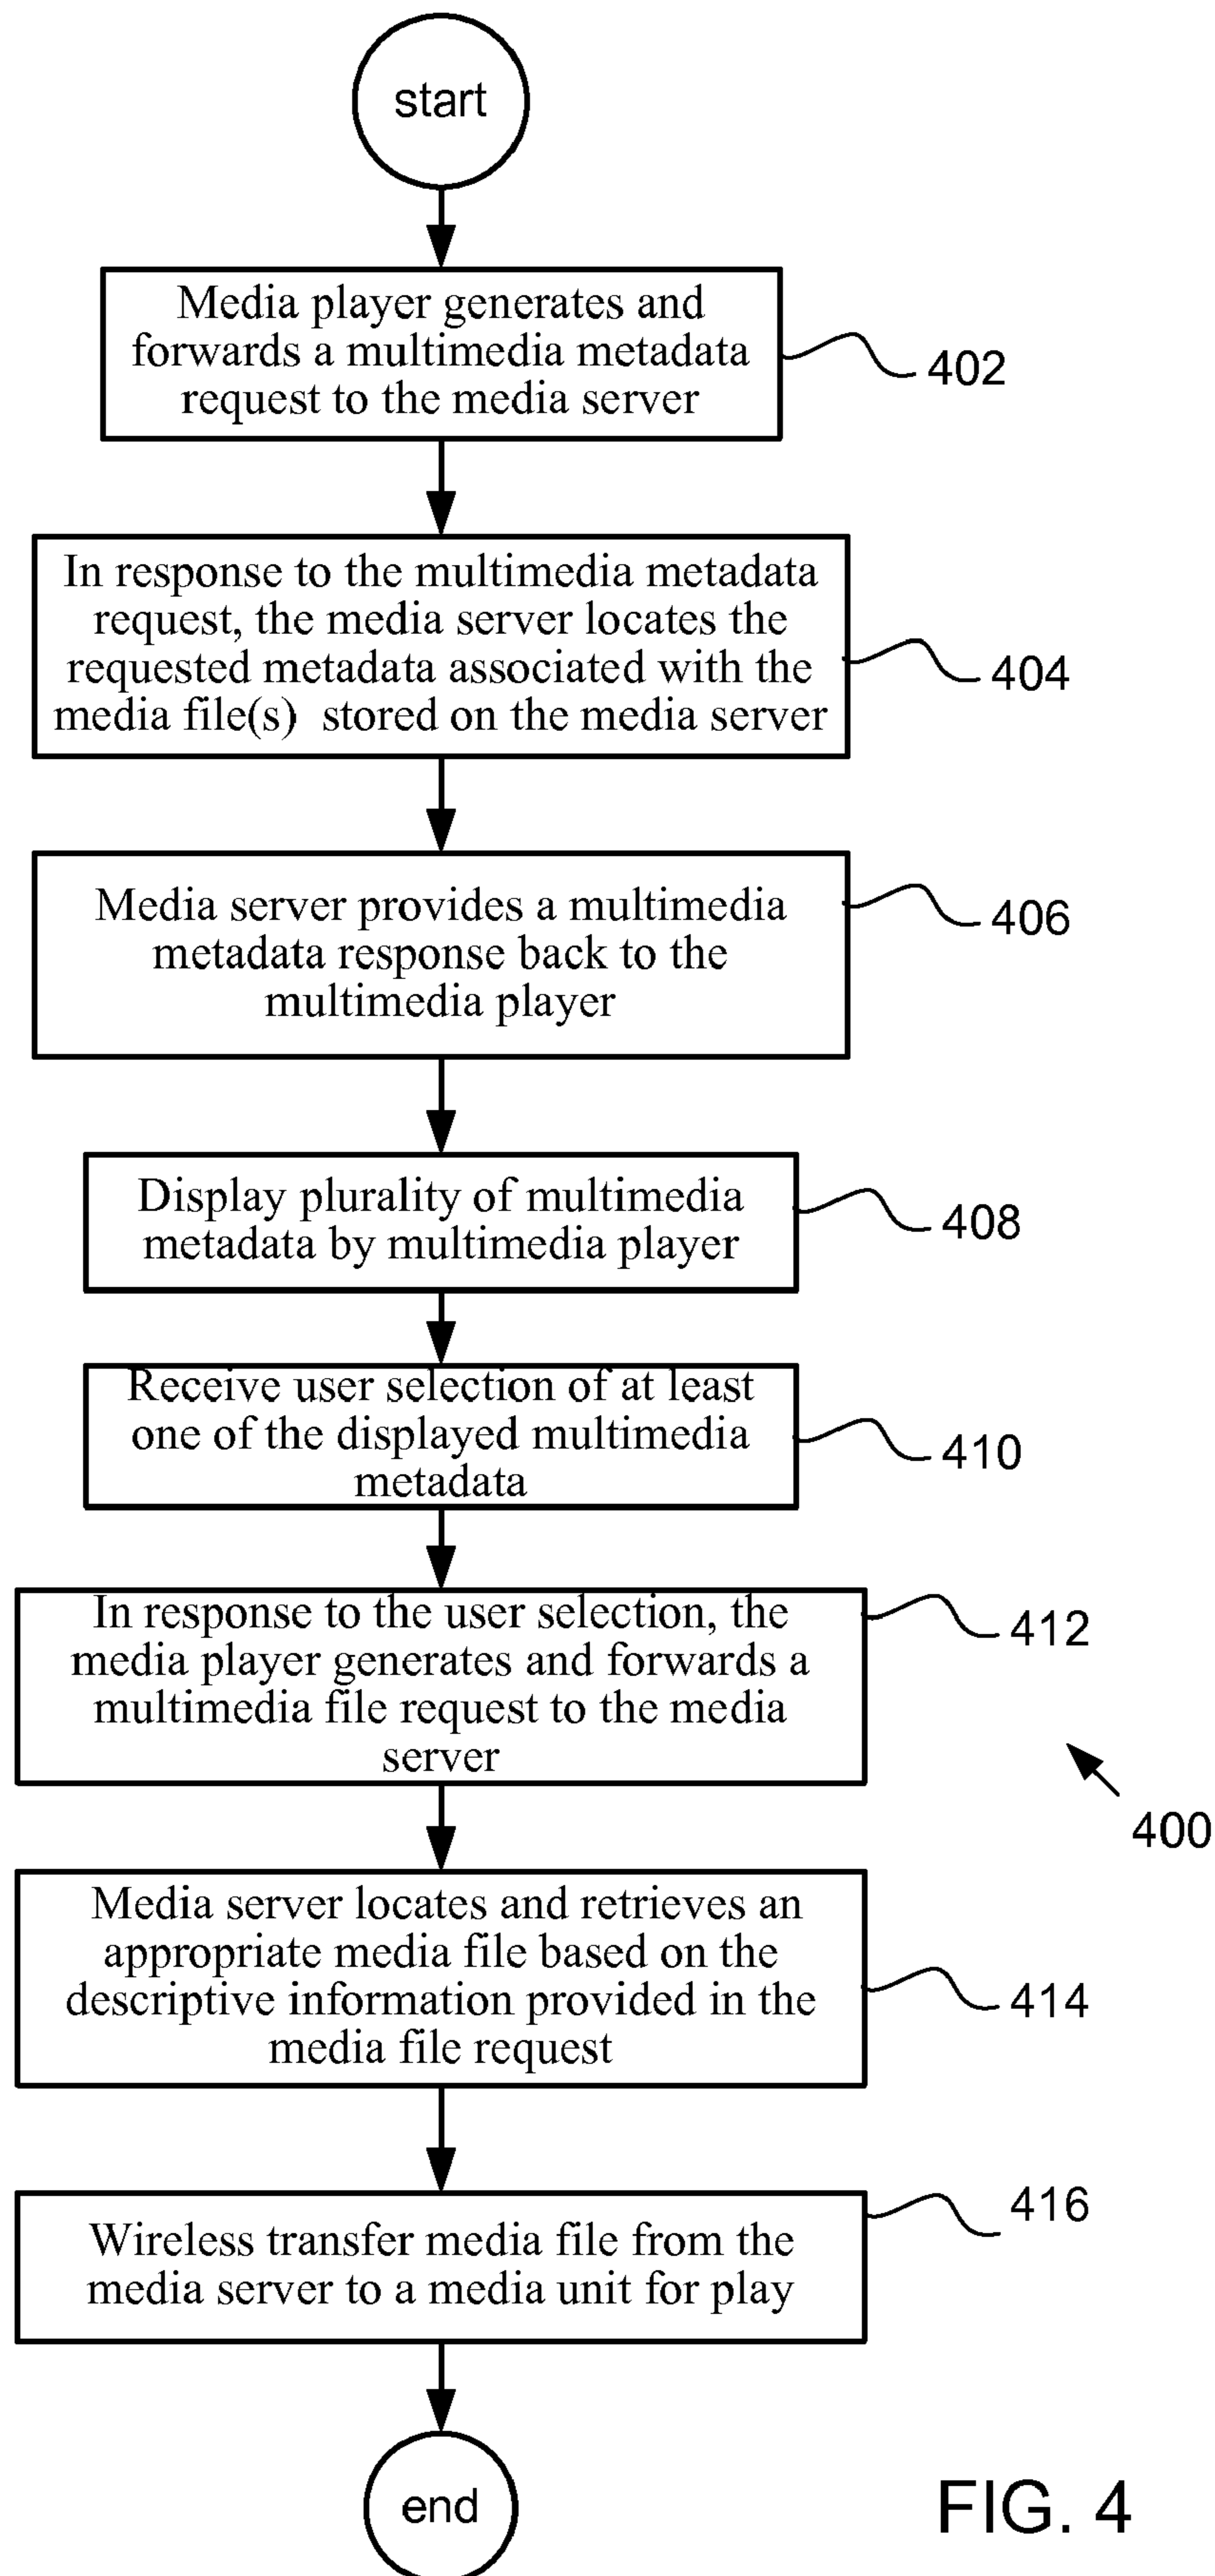 start
Media player generates and
forwards a multimedia metadata
request to the media server
402
In response to the multimedia metadata
request, the media server locates the
requested metadata associated with the
media file(s) stored on the media server
404
Media server provides a multimedia
metadata response back to the
multimedia player
406
Display plurality of multimedia
metadata by multimedia player
408
Receive user selection of at least
one of the displayed multimedia
metadata
410
In response to the user selection, the
media player generates and forwards a
multimedia file request to the media
server
412
400
Media server locates and retrieves an
appropriate media file based on the
descriptive information provided in the
media file request
414
Wireless transfer media file from the
media server to a media unit for play
416
end
FIG. 4